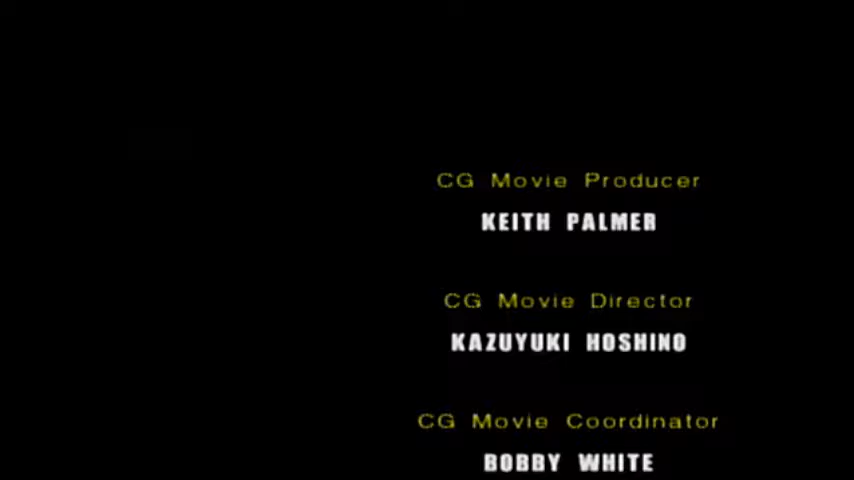 CG Movie Producer
KEITH PALMER
CG Movie Director
KAZUYUKI HOSHINO
CG Movie Coordinator
BOBBY WHITE